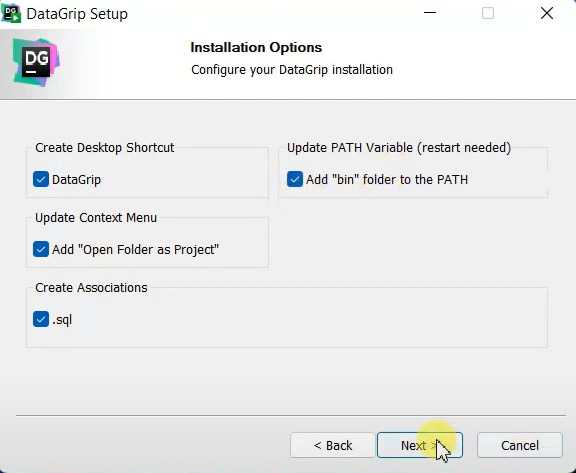 DataGrip Setup
DG
Installation Options
Configure your DataGrip installation
Create Desktop Shortcut
DataGrip
Update PATH Variable (restart needed)
Add "bin" folder to the PATH
Update Context Menu
Add "Open Folder as Project"
Create Associations
.sql
< Back
Next >
Cancel